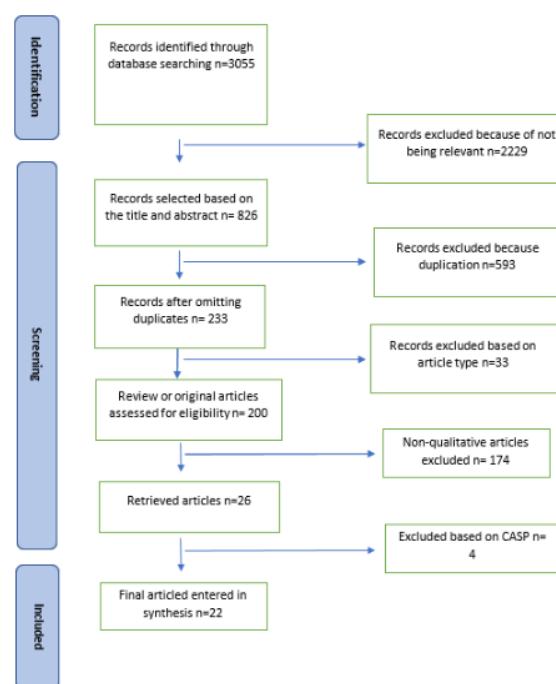 Identification
Records identified through
database searching n=3055
Records excluded because of not
being relevant n=2229
Screening
Records selected based on
the title and abstract n= 826
Records excluded because
duplication n=593
Records after omitting
duplicates n= 233
Records excluded based on
article type n=33
Review or original articles
assessed for eligibility n= 200
Non-qualitative articles
excluded n= 174
Retrieved articles n=26
Excluded based on CASP n=
4
Included
Final articled entered in
synthesis n=22